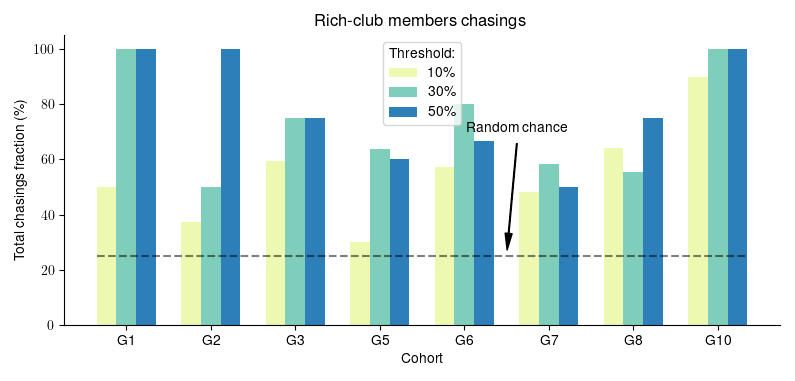 Rich-club members chasings
Total chasings fraction (%)
100
80
60
40
20
0
Threshold:
10%
30%
50%
Random chance
G1 G2 G3 G5 G6 G7 G8 G10
Cohort